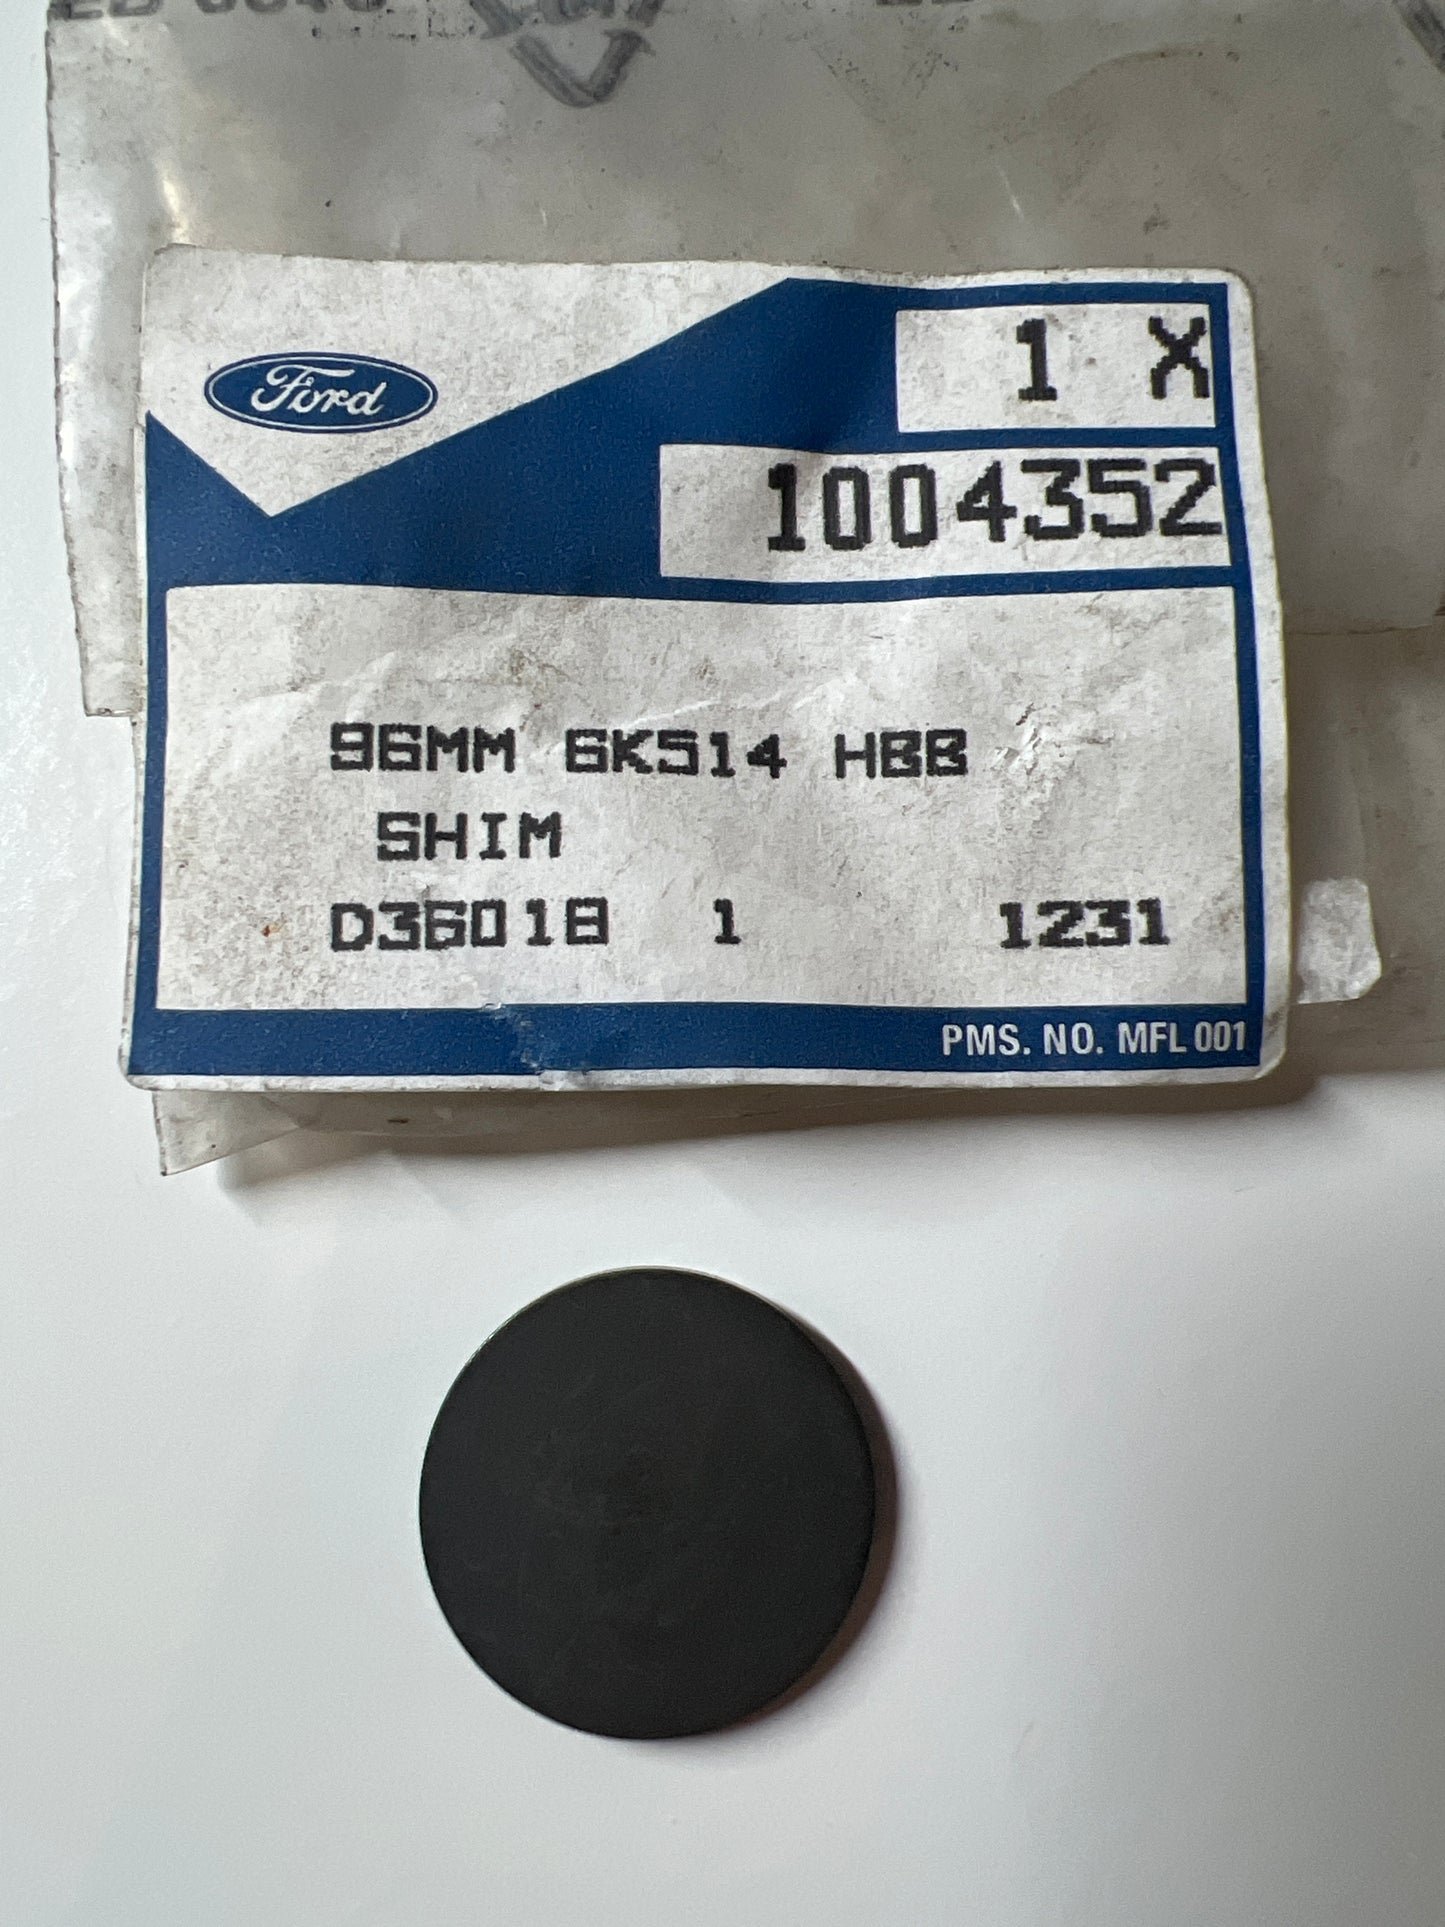 Ford
1 X
1004352
96MM 6K514 HBB
SHIM
D36018 1 1231
PMS. NO. MFL 001